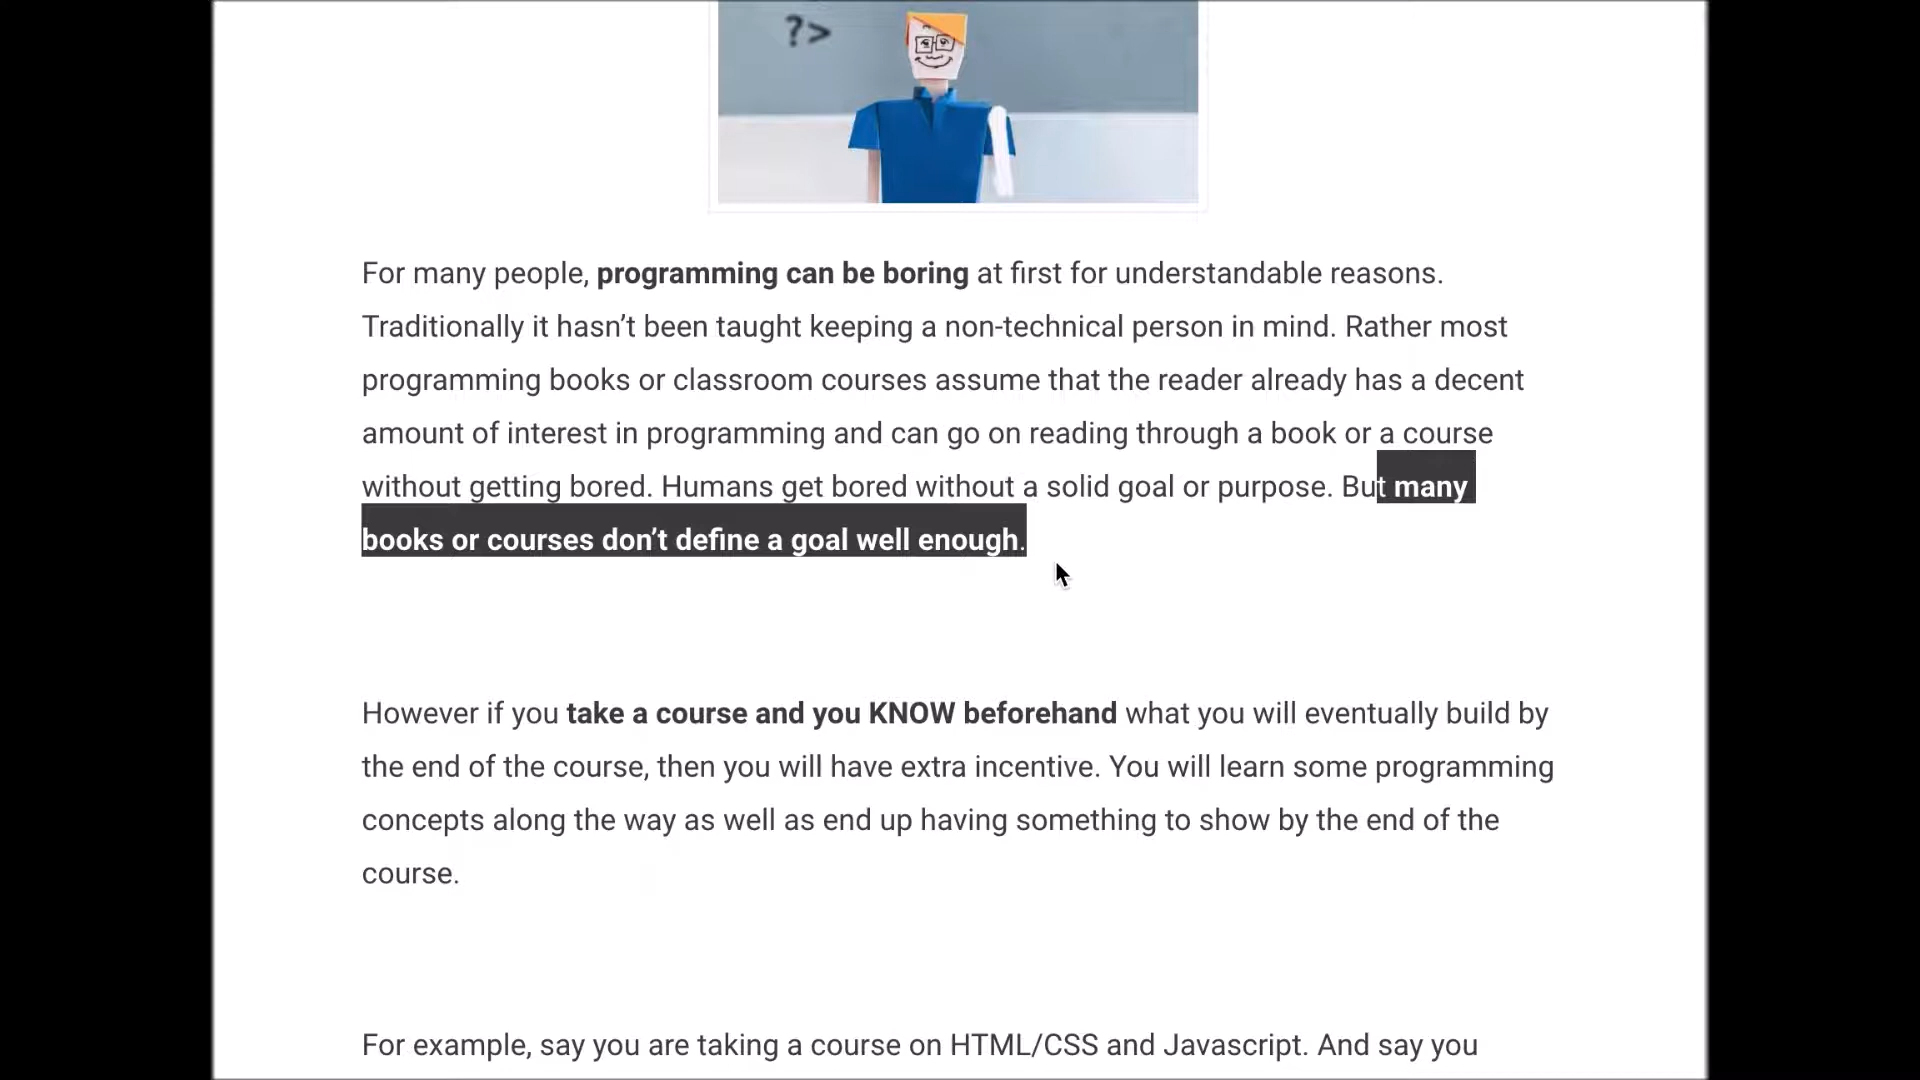 ?>
For many people, programming can be boring at first for understandable reasons.
Traditionally it hasn’t been taught keeping a non-technical person in mind. Rather most
programming books or classroom courses assume that the reader already has a decent
amount of interest in programming and can go on reading through a book or a course
without getting bored. Humans get bored without a solid goal or purpose. But many
books or courses don’t define a goal well enough.
However if you take a course and you KNOW beforehand what you will eventually build by
the end of the course, then you will have extra incentive. You will learn some programming
concepts along the way as well as end up having something to show by the end of the
course.
For example, say you are taking a course on HTML/CSS and Javascript. And say you